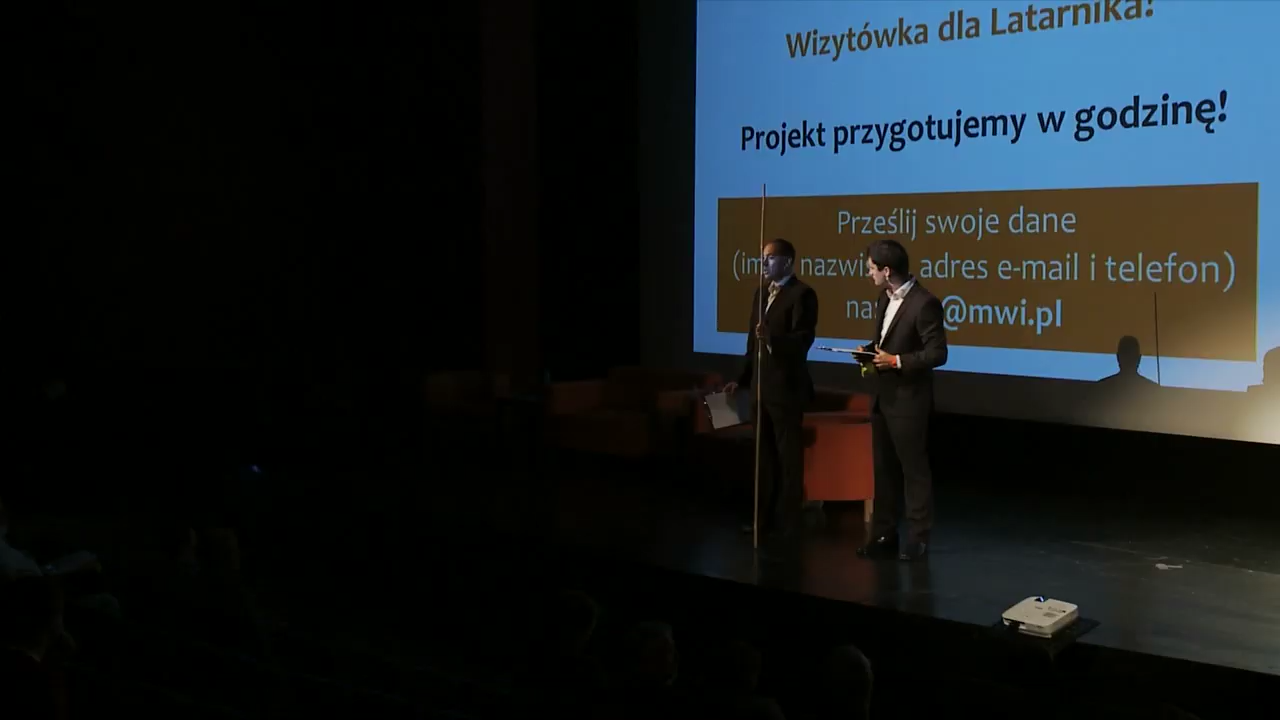 Wizytówka dla Latarnika!
Projekt przygotujemy w godzinę!
Prześlij swoje dane
adres e-mail i telefon)
@mwi.pl